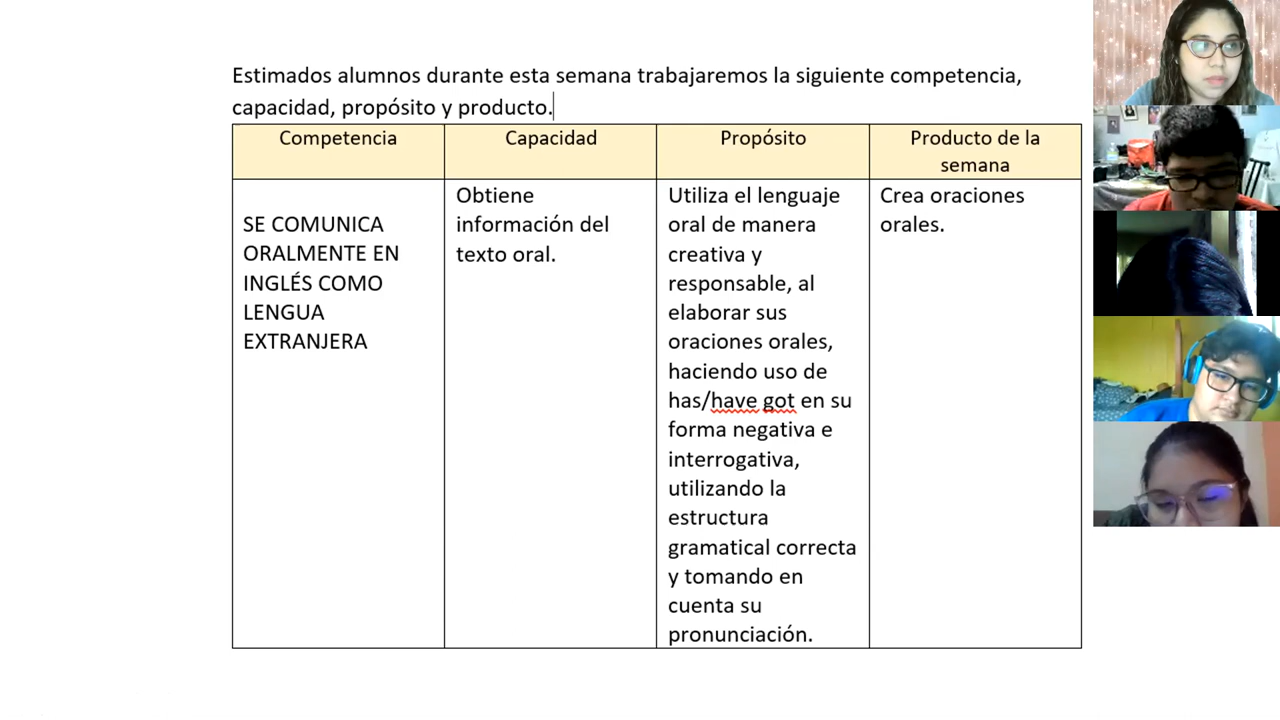 Estimados alumnos durante esta semana trabajaremos la siguiente competencia,
capacidad, propósito y producto.
Competencia
Capacidad
Propósito
Producto de la
semana
SE COMUNICA
ORALMENTE EN
INGLÉS COMO
LENGUA
EXTRANJERA
Obtiene
información del
texto oral.
Utiliza el lenguaje
oral de manera
creativa y
responsable, al
elaborar sus
oraciones orales,
haciendo uso de
has/have got en su
forma negativa e
interrogativa,
utilizando la
estructura
gramatical correcta
y tomando en
cuenta su
pronunciación.
Crea oraciones
orales.